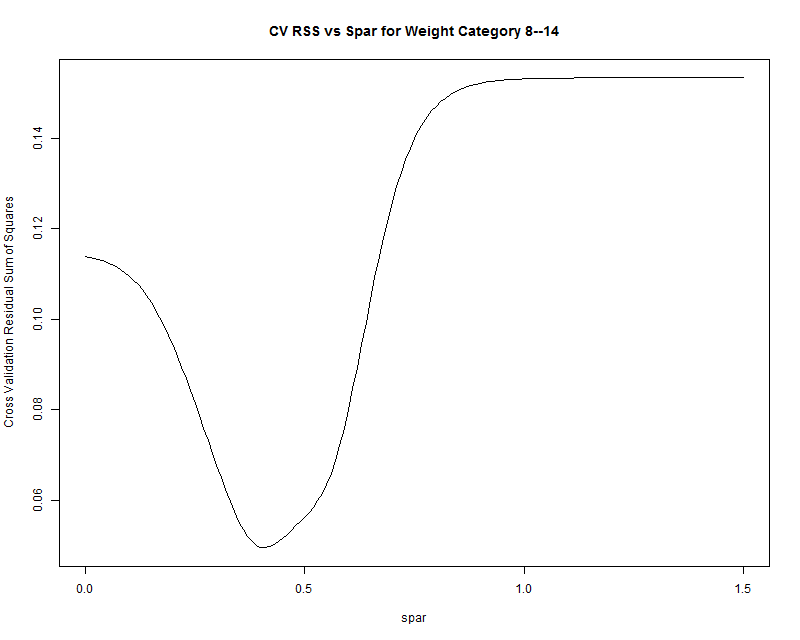 CV RSS vs Spar for Weight Category 8--14
Cross Validation Residual Sum of Squares
0.14
0.12
0.10
0.08
0.06
0.0 0.5 1.0 1.5
spar